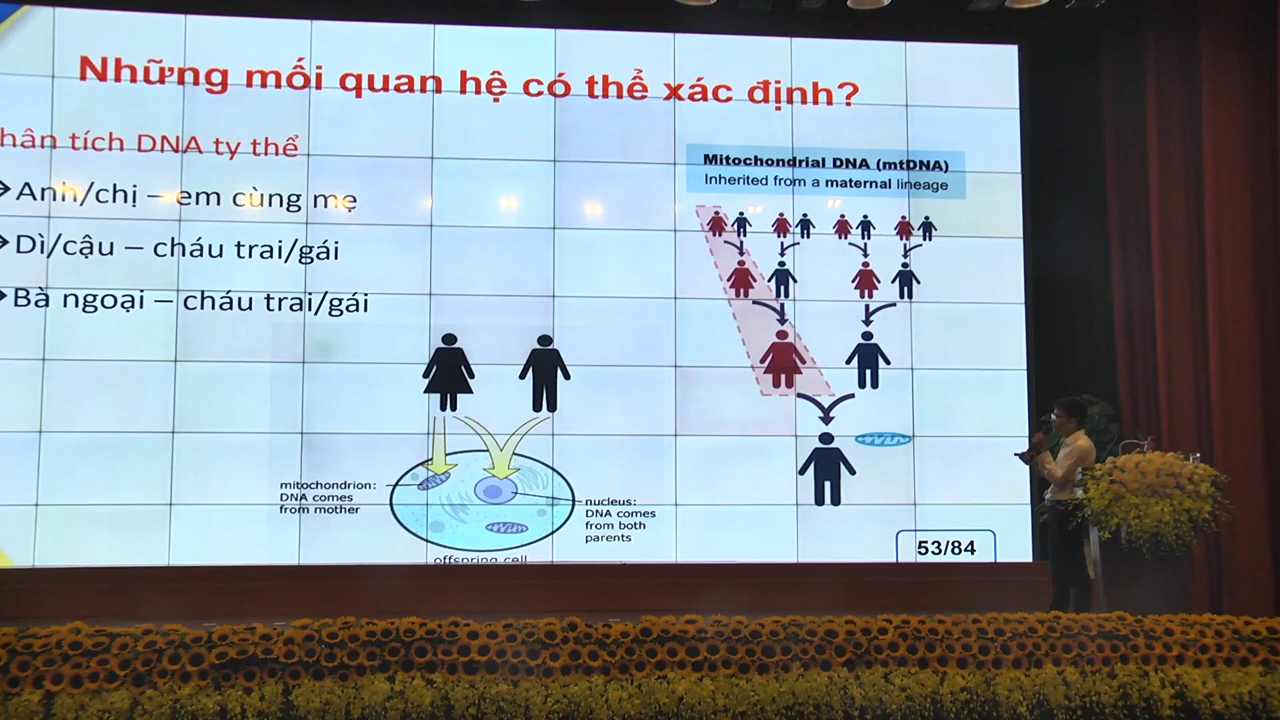 Những mối quan hệ có thể xác định?
hân tích DNA ty thể
Anh/chị – em cùng mẹ
Dì/cậu – cháu trai/gái
Bà ngoại – cháu trai/gái
Mitochondrial DNA (mtDNA)
Inherited from a maternal lineage
mitochondrion:
DNA comes
from mother
nucleus:
DNA comes
from both
parents
offspring cell
53/84